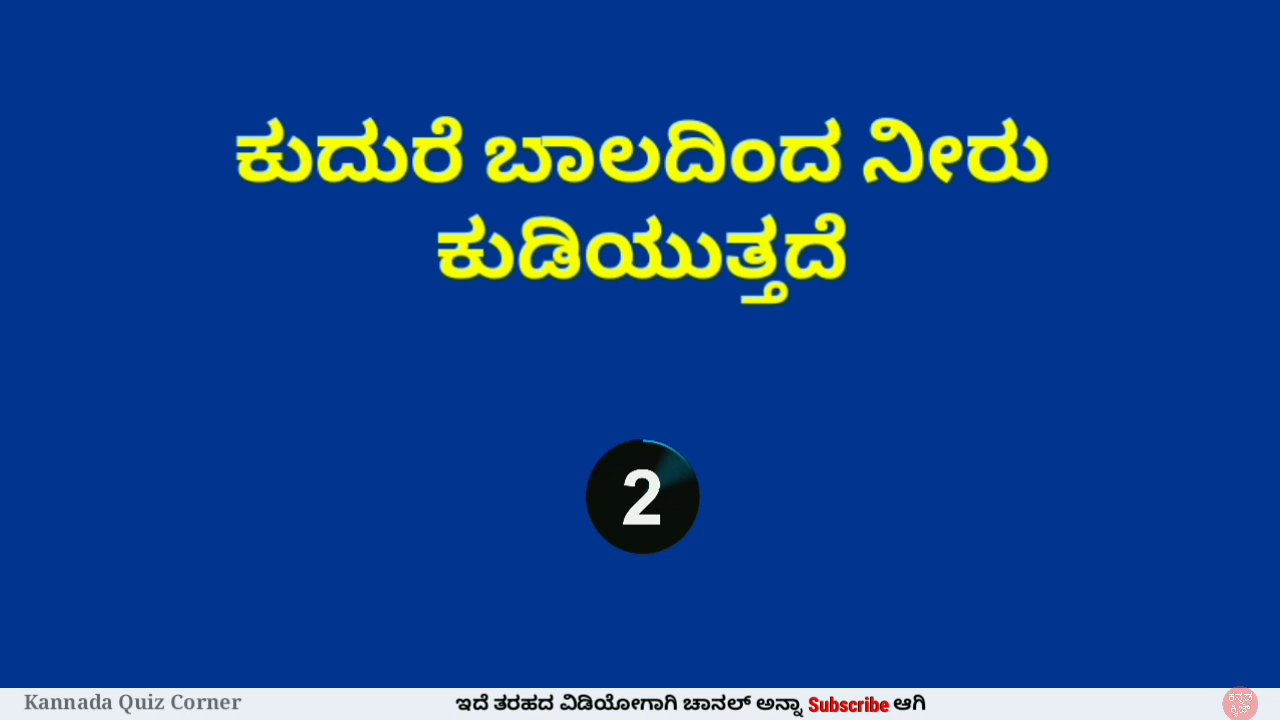 ಕುದುರೆ ಬಾಲದಿಂದ ನೀರು
ಕುಡಿಯುತ್ತದೆ
2
Kannada Quiz Corner
ಇದೆ ತರಹದ ವಿಡಿಯೋಗಾಗಿ ಚಾನಲ್ ಅನ್ನಾ Subscribe ಆಗಿ